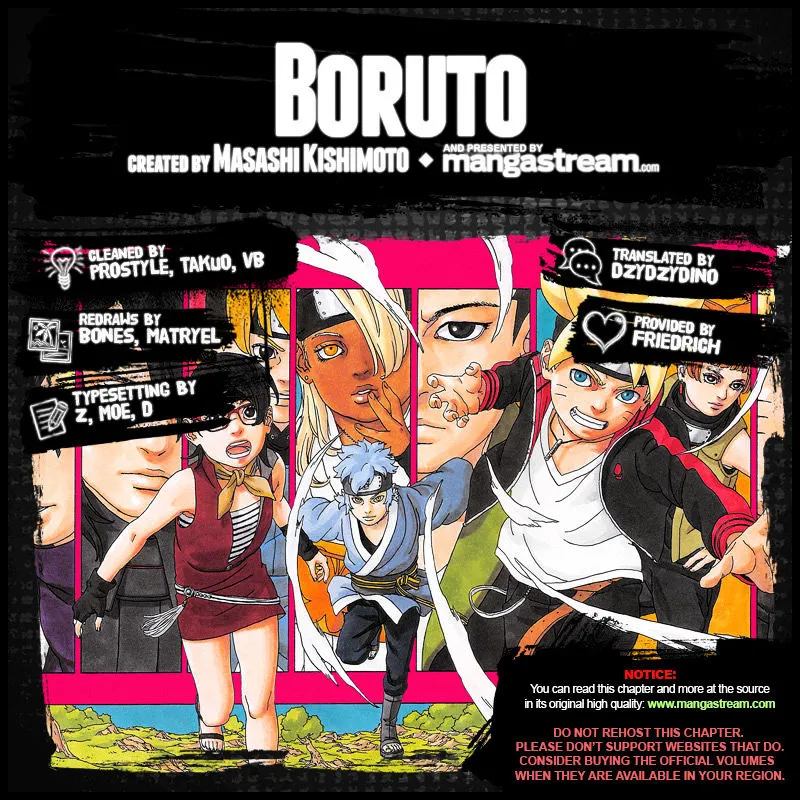 BORUTO
CREATED BY MASASHI KISHIMOTO ◆ AND PRESENTED BY mangastream.com
CLEANED BY
PROSTYLE, TAKUO, VB
REDRAWS BY
BONES, MATRYEL
TYPESETTING BY
Z, MOE, D
TRANSLATED BY
DZYDZYDINO
PROVIDED BY
FRIEDRICH
NOTICE:
You can read this chapter and more at the source
in its original high quality: www.mangastream.com
DO NOT REHOST THIS CHAPTER.
PLEASE DON'T SUPPORT WEBSITES THAT DO.
CONSIDER BUYING THE OFFICIAL VOLUMES
WHEN THEY ARE AVAILABLE IN YOUR REGION.